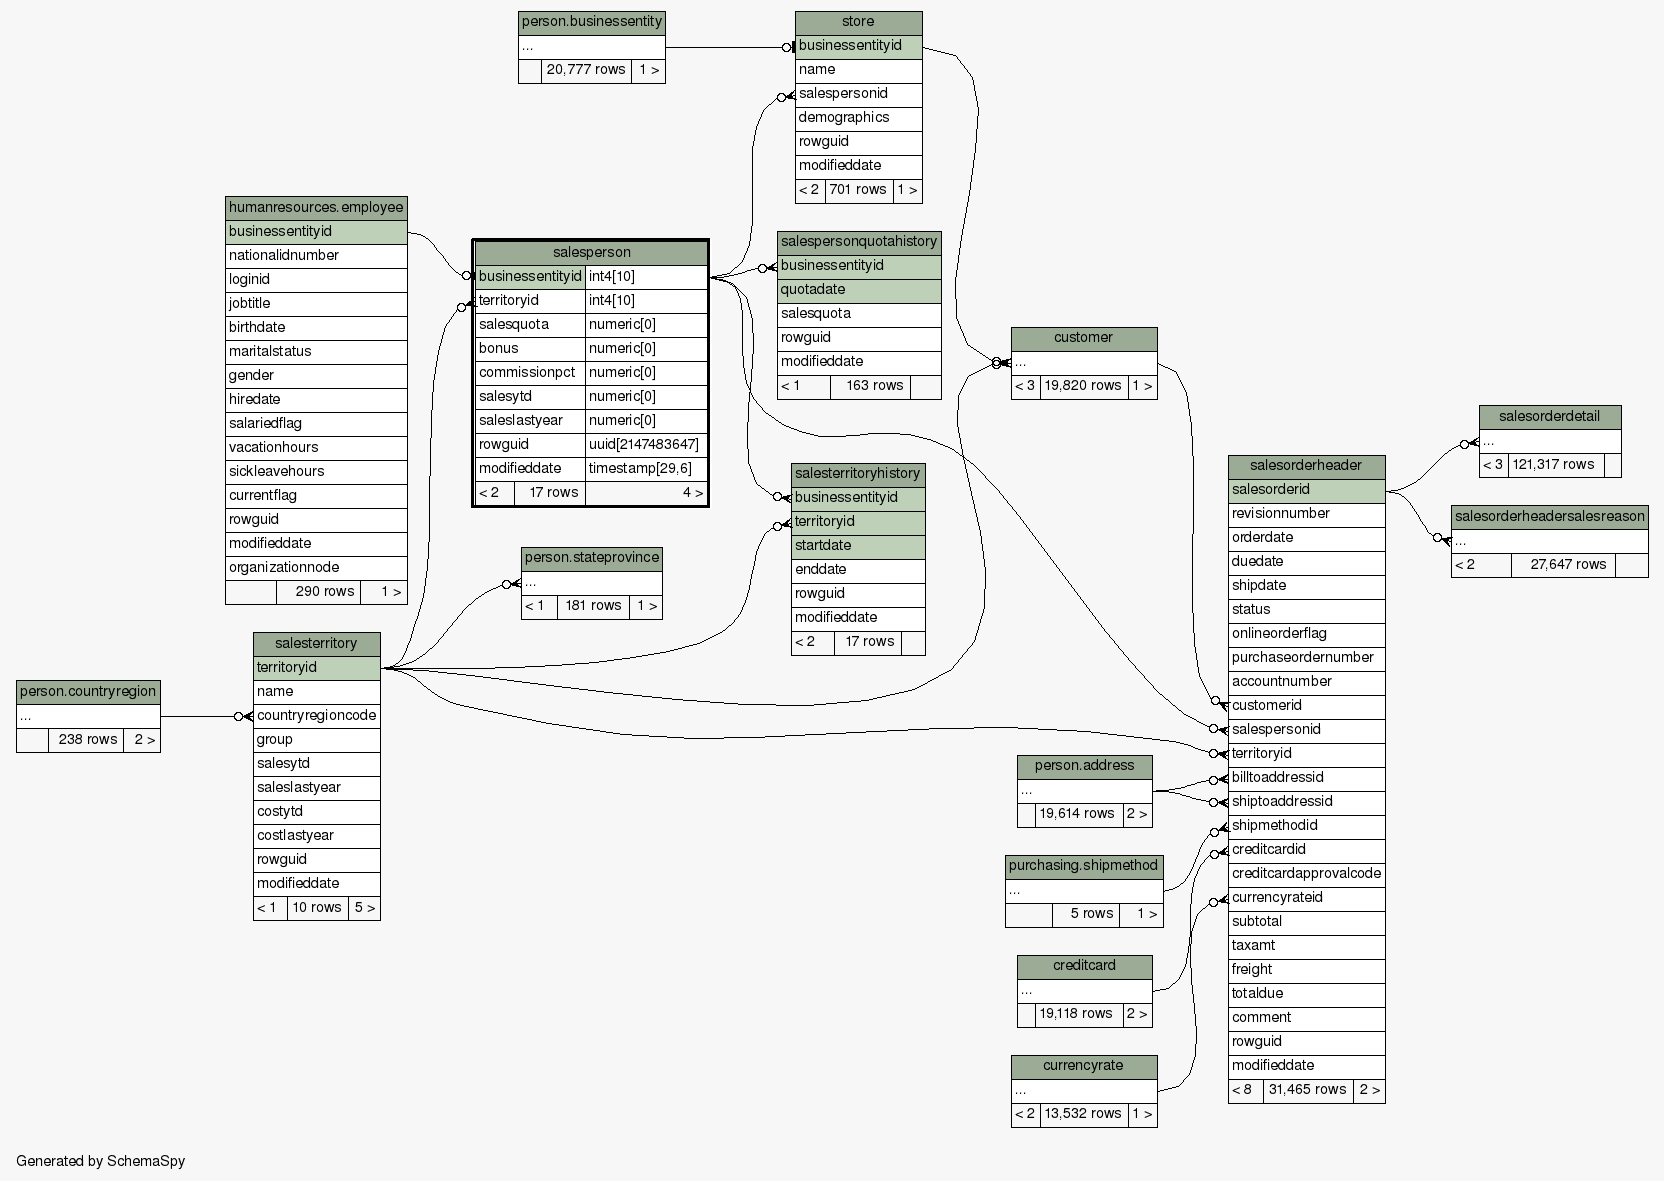 person.businessentity
...
20,777 rows 1 >
store
businessentityid
name
salespersonid
demographics
rowguid
modifieddate
< 2 701 rows 1 >
humanresources.employee
businessentityid
nationalidnumber
loginid
jobtitle
birthdate
maritalstatus
gender
hiredate
salariedflag
vacationhours
sickleavehours
currentflag
rowguid
modifieddate
organizationnode
290 rows 1 >
salesperson
businessentityid int4[10]
territoryid int4[10]
salesquota numeric[0]
bonus numeric[0]
commissionpct numeric[0]
salesytd numeric[0]
saleslastyear numeric[0]
rowguid uuid[2147483647]
modifieddate timestamp[29,6]
< 2 17 rows 4 >
salespersonquotahistory
businessentityid
quotadate
salesquota
rowguid
modifieddate
< 1 163 rows
customer
...
< 3 19,820 rows 1 >
salesterritoryhistory
businessentityid
territoryid
startdate
enddate
rowguid
modifieddate
< 2 17 rows
person.stateprovince
...
< 1 181 rows 1 >
salesterritory
territoryid
name
countryregioncode
group
salesytd
saleslastyear
costytd
costlastyear
rowguid
modifieddate
< 1 10 rows 5 >
person.countryregion
...
238 rows 2 >
salesorderdetail
...
< 3 121,317 rows
salesorderheadersalesreason
...
< 2 27,647 rows
salesorderheader
salesorderid
revisionnumber
orderdate
duedate
shipdate
status
onlineorderflag
purchaseordernumber
accountnumber
customerid
salespersonid
territoryid
billtoaddressid
shiptoaddressid
shipmethodid
creditcardid
creditcardapprovalcode
currencyrateid
subtotal
taxamt
freight
totaldue
comment
rowguid
modifieddate
< 8 31,465 rows 2 >
person.address
...
19,614 rows 2 >
purchasing.shipmethod
...
5 rows 1 >
creditcard
...
19,118 rows 2 >
currencyrate
...
< 2 13,532 rows 1 >
Generated by SchemaSpy